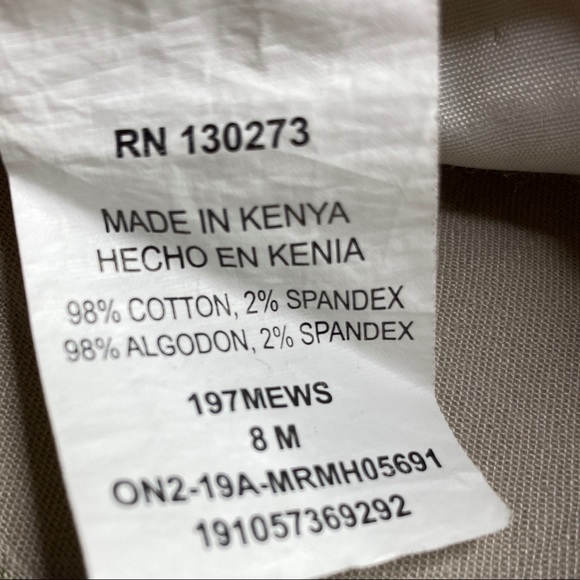 RN 130273
MADE IN KENYA
HECHO EN KENIA
98% COTTON, 2% SPANDEX
98% ALGODON, 2% SPANDEX
197MEWS
8 M
ON2-19A-MRMH05691
191057369292